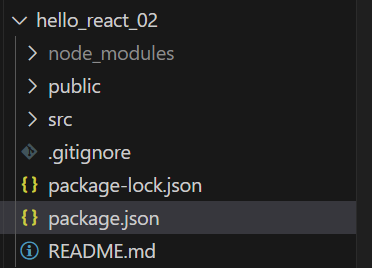 hello_react_02
node_modules
public
src
.gitignore
package-lock.json
package.json
README.md